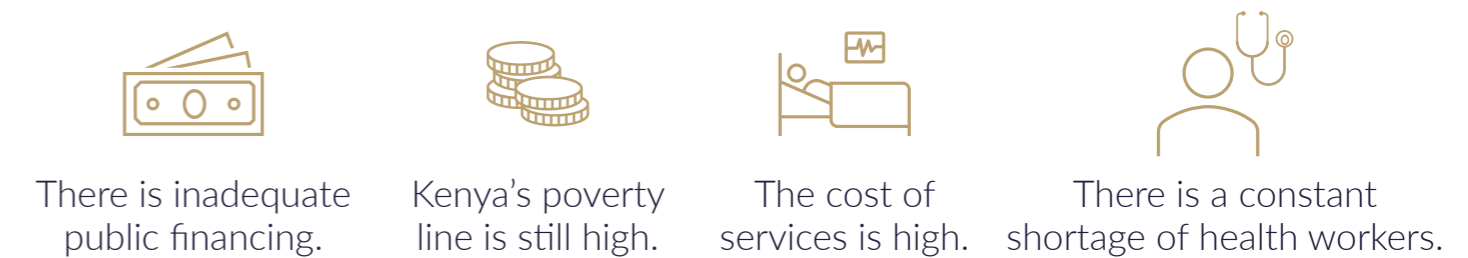 There is inadequate
public financing.
Kenya’s poverty
line is still high.
The cost of
services is high.
There is a constant
shortage of health workers.